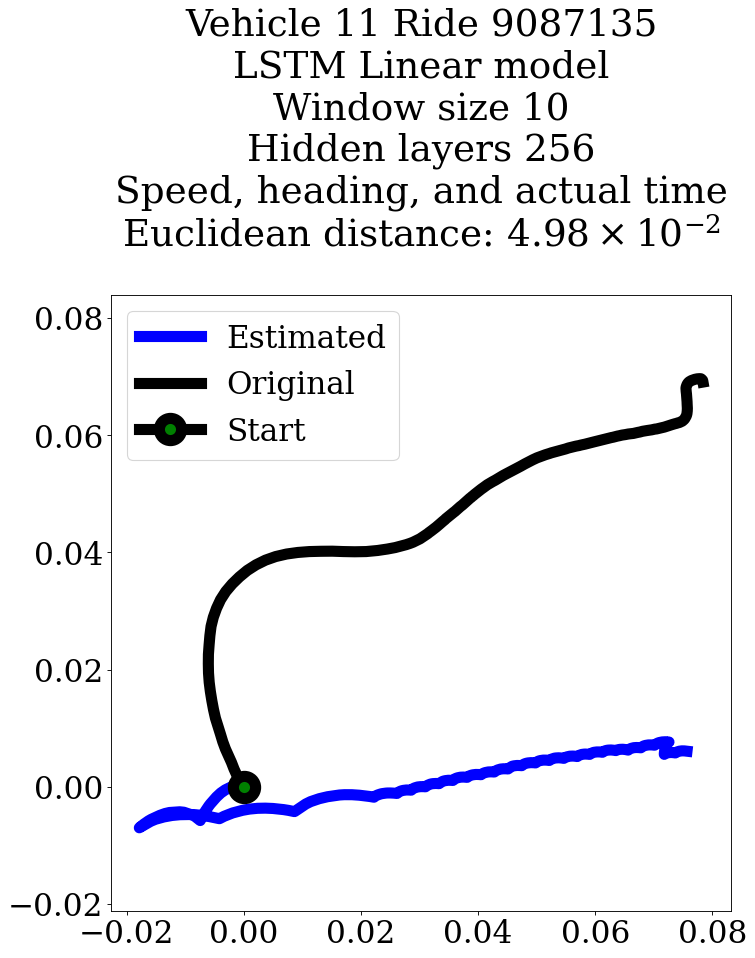 Vehicle 11 Ride 9087135
LSTM Linear model
Window size 10
Hidden layers 256
Speed, heading, and actual time
Euclidean distance: 4.98 × 10⁻²
Estimated
Original
Start
0.08
0.06
0.04
0.02
0.00
−0.02
−0.02 0.00 0.02 0.04 0.06 0.08